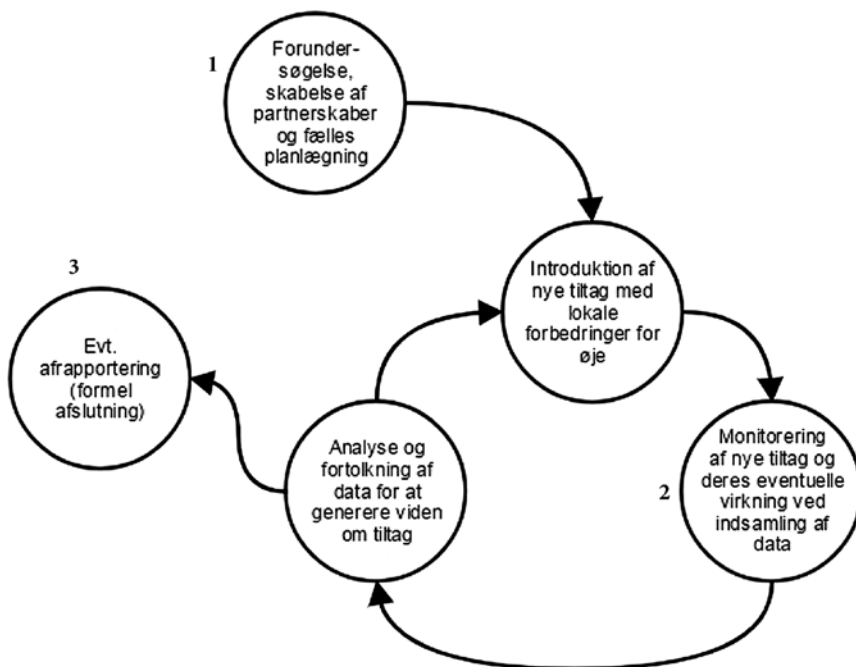 1
Forunder-
søgelse,
skabelse af
partnerskaber
og fælles
planlægning
Introduktion af
nye tiltag med
lokale
forbedringer for
øje
2
Monitorering
af nye tiltag og
deres eventuelle
virkning ved
indsamling af
data
Analyse og
fortolkning af
data for at
generere viden
om tiltag
3
Evt.
afrapportering
(formel
afslutning)